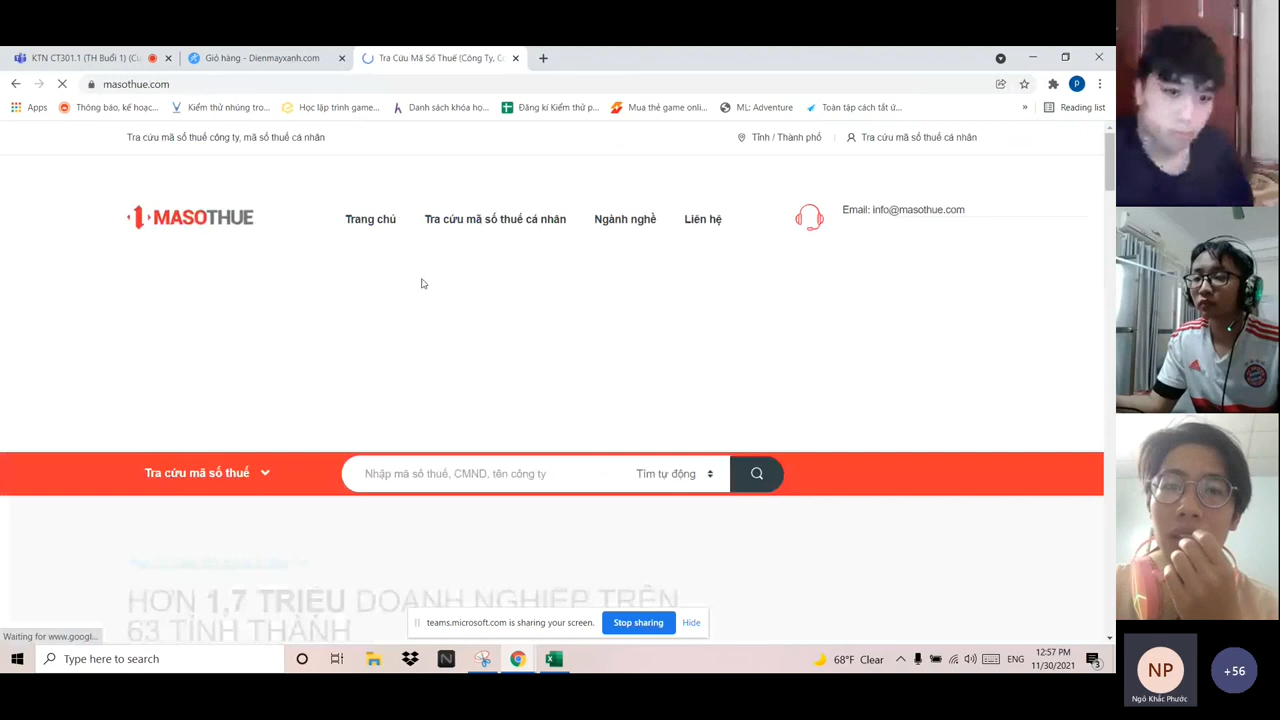 KTN CT301.1 (TH Buổi 1) (Cu
Giỏ hàng - Dienmayxanh.com
Tra Cứu Mã Số Thuế (Công Ty, Cá
masothue.com
Apps
Thông báo, kế hoạc...
Kiểm thử nhúng tro...
Học lập trình game...
Danh sách khóa họ...
Đăng kí Kiểm thử p...
Mua thẻ game onli...
ML: Adventure
Toàn tập cách tất ứ...
»
Reading list
Tra cứu mã số thuế công ty, mã số thuế cá nhân
Tỉnh / Thành phố
Tra cứu mã số thuế cá nhân
MASOTHUE
Trang chủ
Tra cứu mã số thuế cá nhân
Ngành nghề
Liên hệ
Email: info@masothue.com
Tra cứu mã số thuế
Nhập mã số thuế, CMND, tên công ty
Tìm tự động
HƠN 1,7 TRIỆU DOANH NGHIỆP TRÊN
63 TỈNH THÀNH
teams.microsoft.com is sharing your screen.
Stop sharing
Hide
Waiting for www.googl...
Type here to search
68°F Clear
ENG
12:57 PM
11/30/2021
3
NP
Ngỏ Khắc Phước
+56